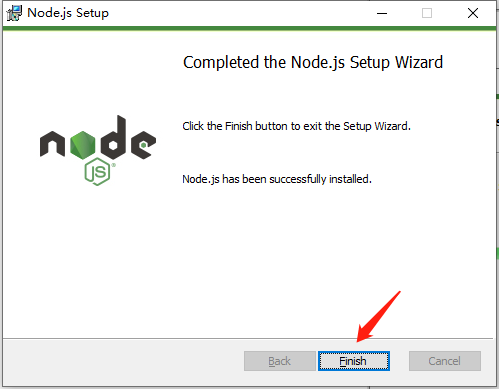 Node.js Setup
Completed the Node.js Setup Wizard
Click the Finish button to exit the Setup Wizard.
node
JS
Node.js has been successfully installed.
Back
Finish
Cancel